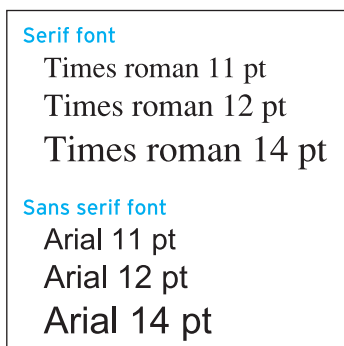 Serif font
Times roman 11 pt
Times roman 12 pt
Times roman 14 pt
Sans serif font
Arial 11 pt
Arial 12 pt
Arial 14 pt